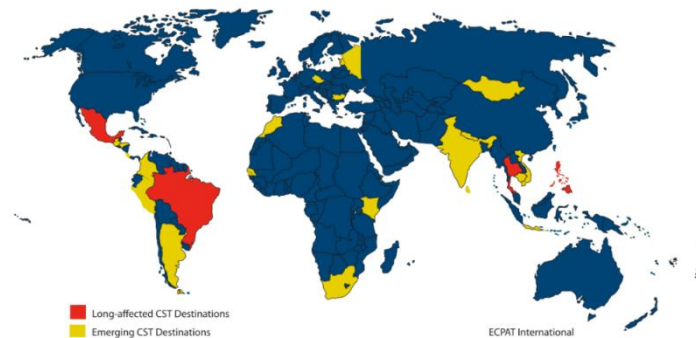 Long-affected CST Destinations
Emerging CST Destinations
ECPAT International